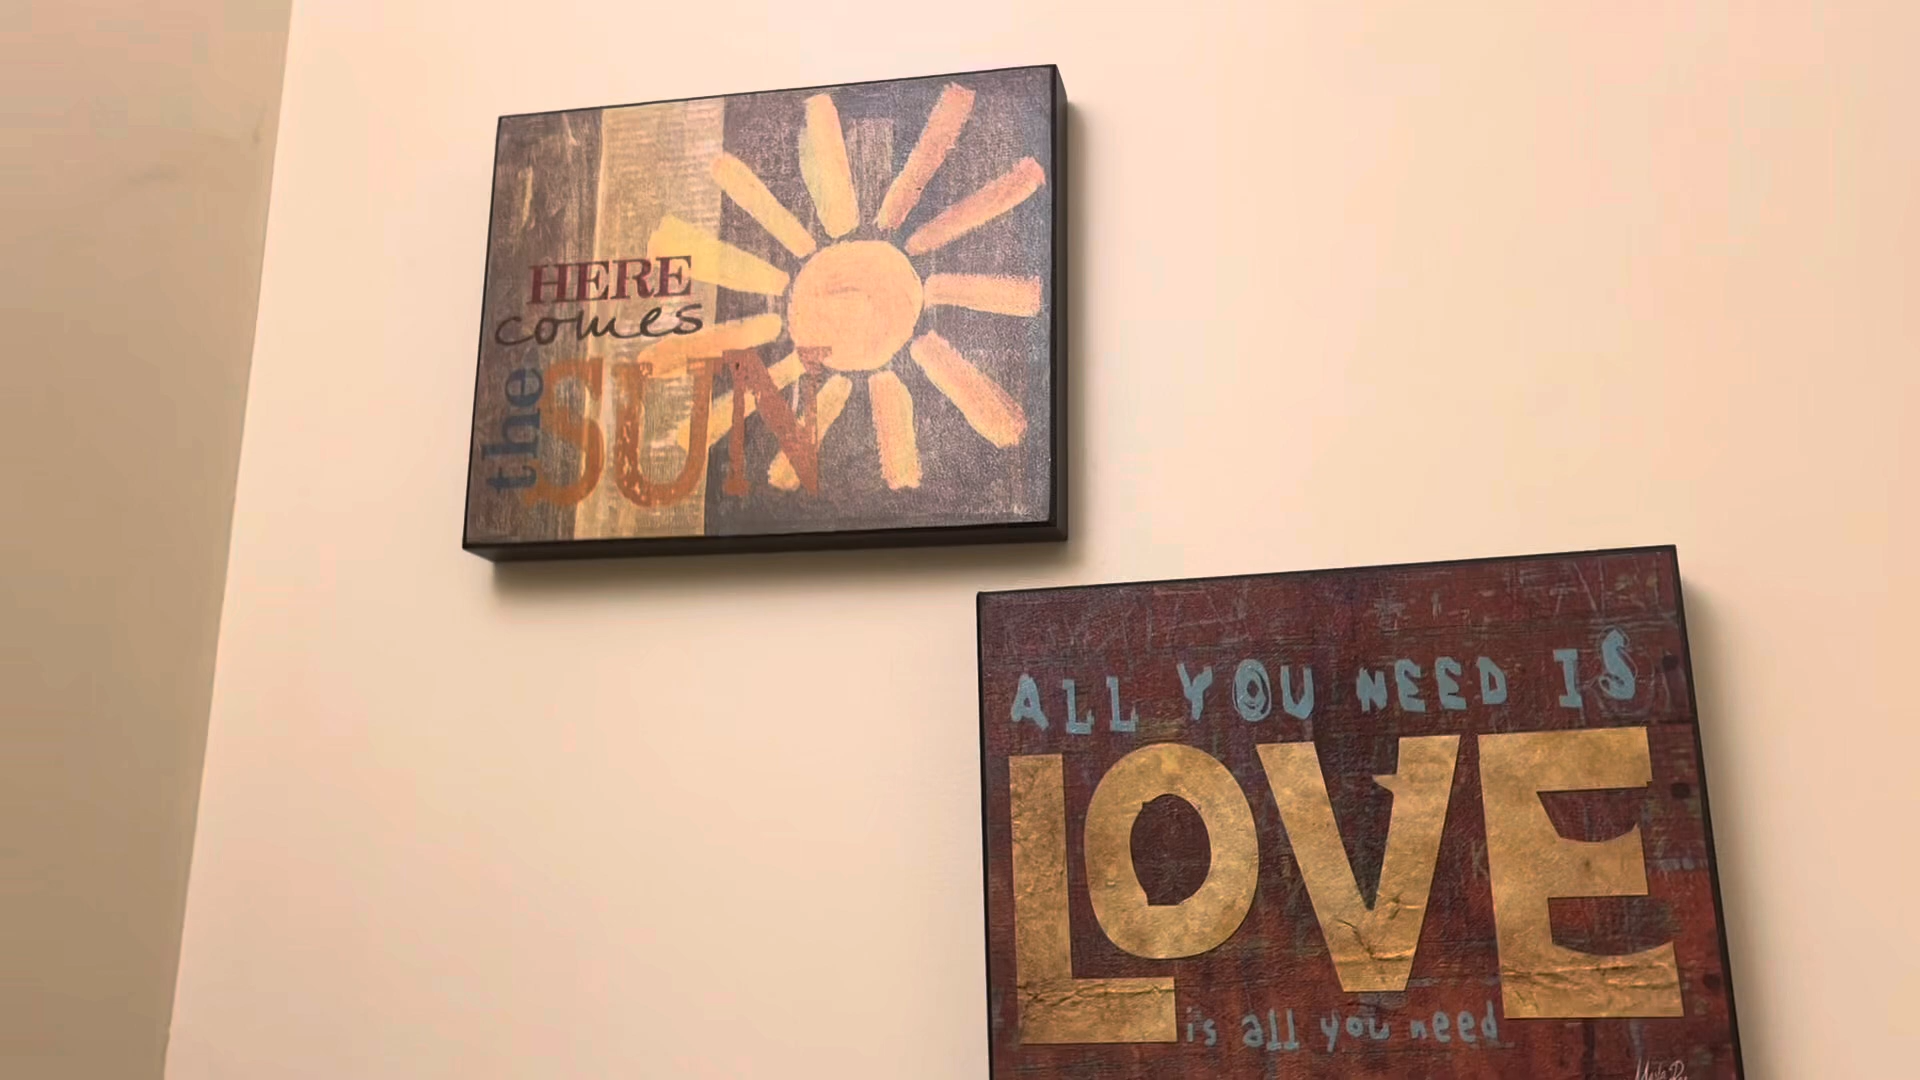 HERE
comes
the SUN
ALL YOU NEED IS
LOVE
is all you need